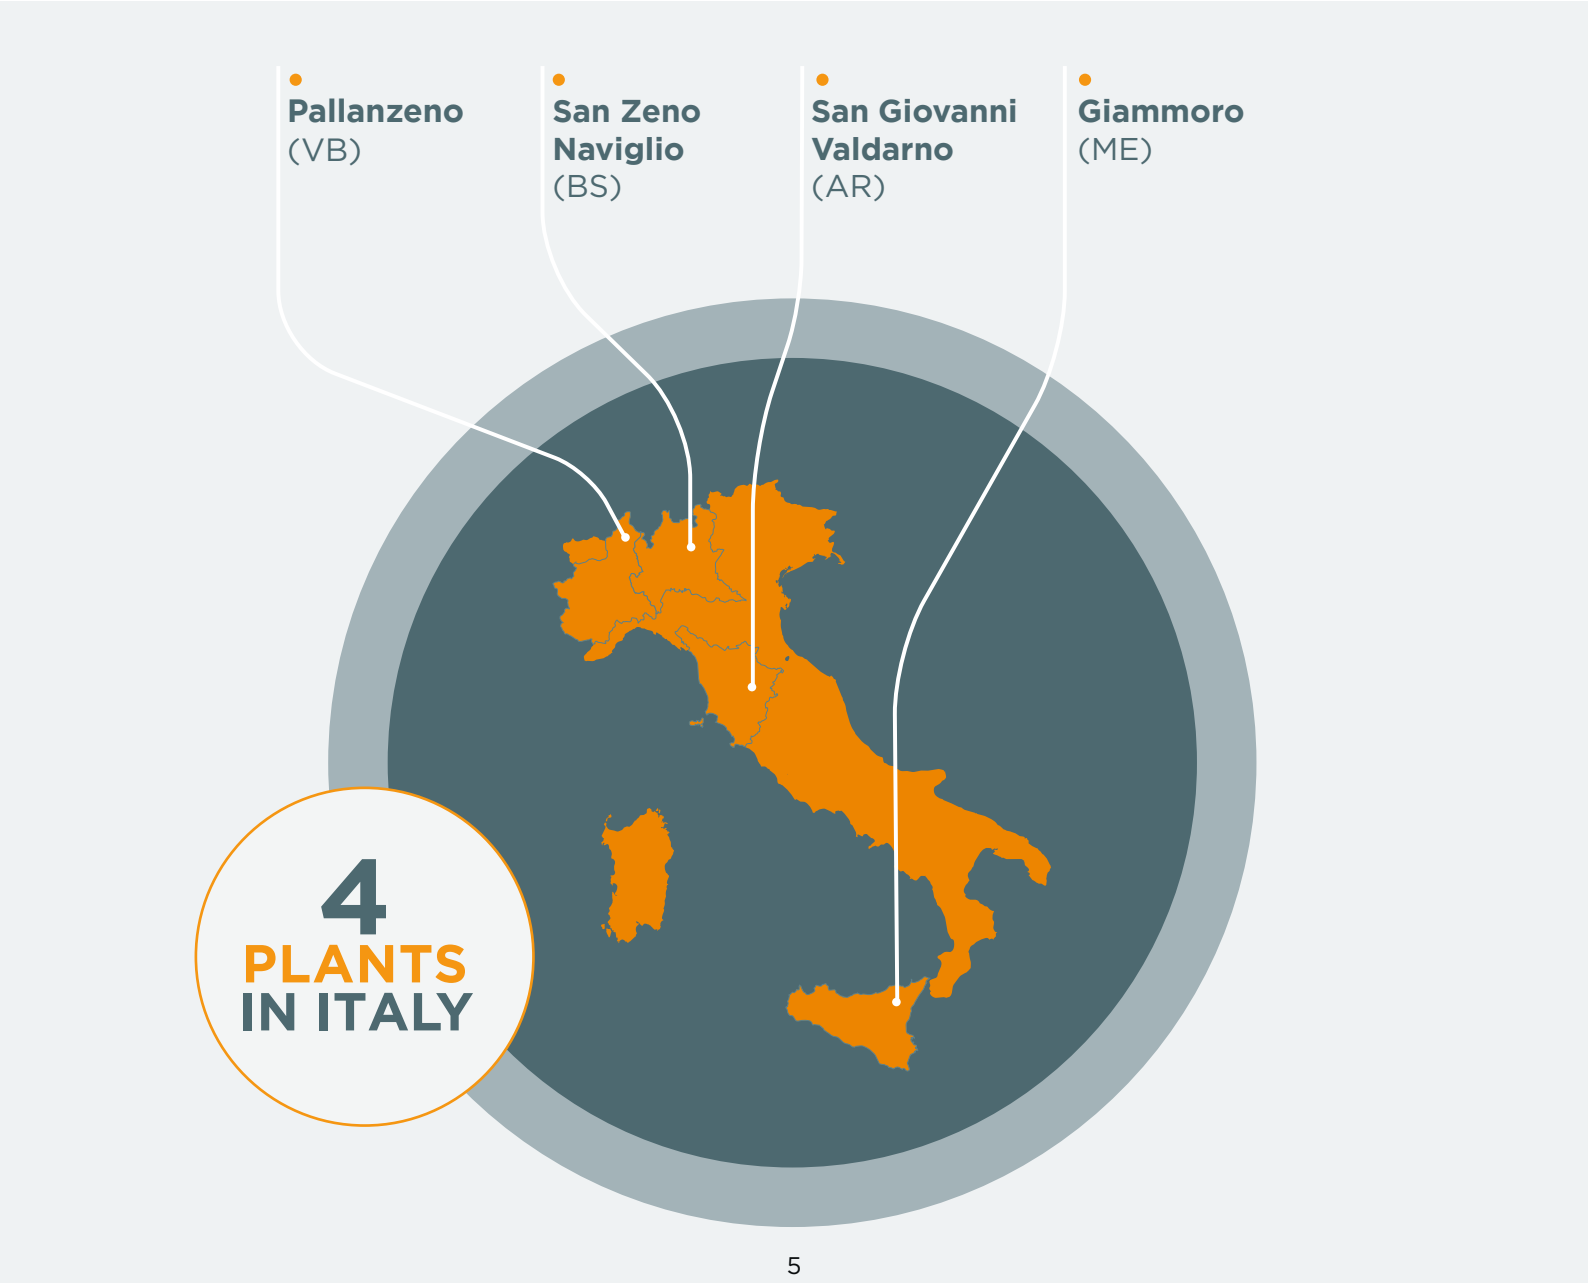 Pallanzeno
(VB)
San Zeno
Naviglio
(BS)
San Giovanni
Valdarno
(AR)
Giammoro
(ME)
4
PLANTS
IN ITALY
5